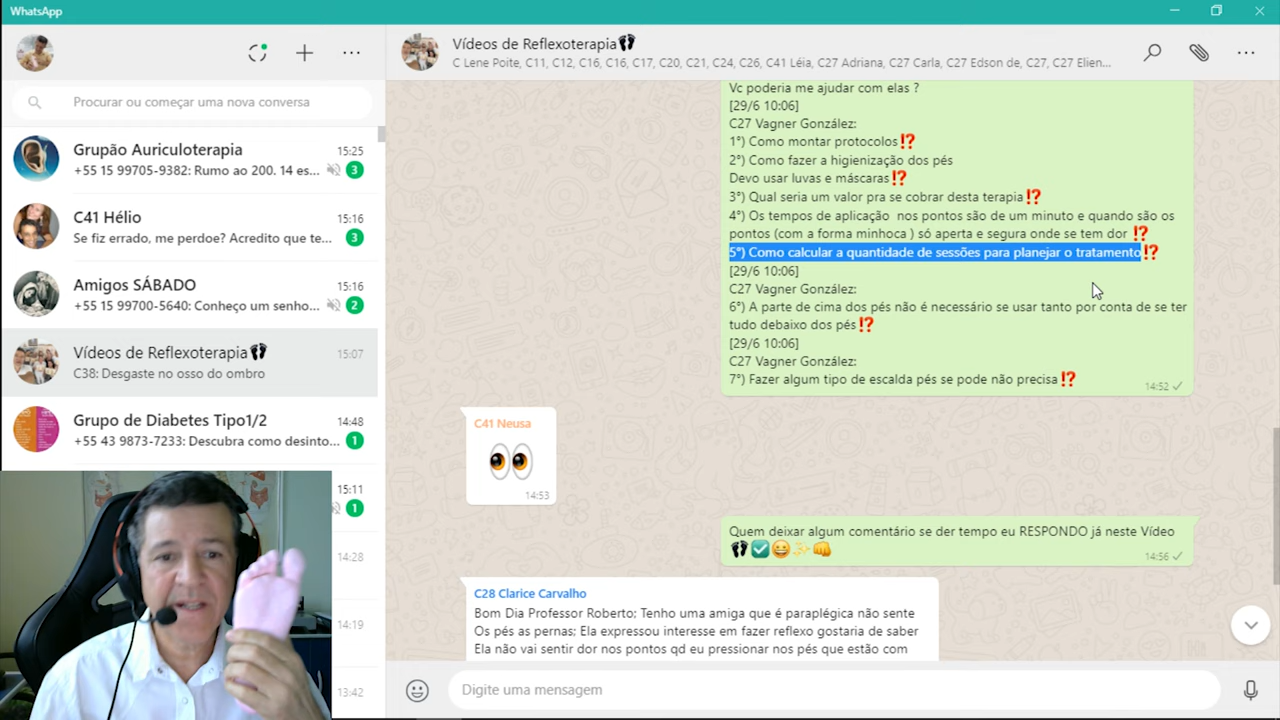 WhatsApp
Procurar ou começar uma nova conversa
Grupão Auriculoterapia 15:25
+55 15 99705-9382: Rumo ao 200. 14 es... 3
C41 Hélio 15:16
Se fiz errado, me perdoe? Acredito que te... 3
Amigos SÁBADO 15:16
+55 15 99700-5640: Conheço um senho... 2
Vídeos de Reflexoterapia👣 15:07
C38: Desgaste no osso do ombro
Grupo de Diabetes Tipo1/2 14:48
+55 43 9873-7233: Descubra como desinto... 1
15:11
1
14:28
14:19
13:42
Vídeos de Reflexoterapia👣
C Lene Poite, C11, C12, C16, C16, C17, C20, C21, C24, C26, C41 Léia, C27 Adriana, C27 Carla, C27 Edson de, C27, C27 Elien...
Vc poderia me ajudar com elas ?
[29/6 10:06]
C27 Vagner González:
1°) Como montar protocolos⁉️
2°) Como fazer a higienização dos pés
Devo usar luvas e máscaras⁉️
3°) Qual seria um valor pra se cobrar desta terapia⁉️
4°) Os tempos de aplicação nos pontos são de um minuto e quando são os
pontos (com a forma minhoca ) só aperta e segura onde se tem dor ⁉️
5°) Como calcular a quantidade de sessões para planejar o tratamento⁉️
[29/6 10:06]
C27 Vagner González:
6°) A parte de cima dos pés não é necessário se usar tanto por conta de se ter
tudo debaixo dos pés⁉️
[29/6 10:06]
C27 Vagner González:
7°) Fazer algum tipo de escalda pés se pode não precisa⁉️
14:52
C41 Neusa
👀
14:53
Quem deixar algum comentário se der tempo eu RESPONDO já neste Vídeo
👣☑️😀✨👊
14:56
C28 Clarice Carvalho
Bom Dia Professor Roberto; Tenho uma amiga que é paraplégica não sente
Os pés as pernas; Ela expressou interesse em fazer reflexo gostaria de saber
Ela não vai sentir dor nos pontos qd eu pressionar nos pés que estão com
Digite uma mensagem